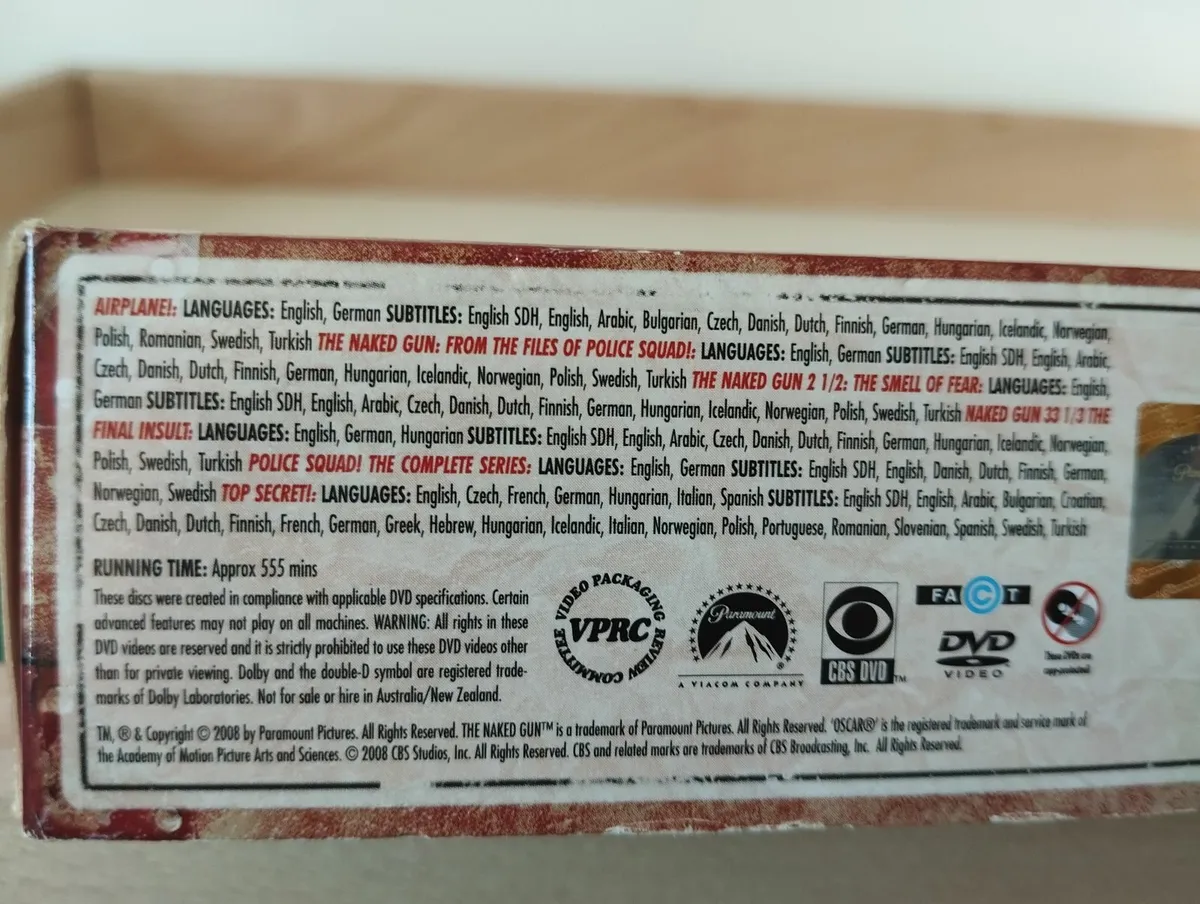 AIRPLANE!: LANGUAGES: English, German SUBTITLES: English SDH, English, Arabic, Bulgarian, Czech, Danish, Dutch, Finnish, German, Hungarian, Icelandic, Norwegian,
Polish, Romanian, Swedish, Turkish THE NAKED GUN: FROM THE FILES OF POLICE SQUAD!: LANGUAGES: English, German SUBTITLES: English SDH, English, Arabic,
Czech, Danish, Dutch, Finnish, German, Hungarian, Icelandic, Norwegian, Polish, Swedish, Turkish THE NAKED GUN 2 1/2: THE SMELL OF FEAR: LANGUAGES: English,
German SUBTITLES: English SDH, English, Arabic, Czech, Danish, Dutch, Finnish, German, Hungarian, Icelandic, Norwegian, Polish, Swedish, Turkish NAKED GUN 33 1/3 THE
FINAL INSULT: LANGUAGES: English, German, Hungarian SUBTITLES: English SDH, English, Arabic, Czech, Danish, Dutch, Finnish, German, Hungarian, Icelandic, Norwegian,
Polish, Swedish, Turkish POLICE SQUAD! THE COMPLETE SERIES: LANGUAGES: English, German SUBTITLES: English SDH, English, Danish, Dutch, Finnish, German,
Norwegian, Swedish TOP SECRET!: LANGUAGES: English, Czech, French, German, Hungarian, Italian, Spanish SUBTITLES: English SDH, English, Arabic, Bulgarian, Croatian,
Czech, Danish, Dutch, Finnish, French, German, Greek, Hebrew, Hungarian, Icelandic, Italian, Norwegian, Polish, Portuguese, Romanian, Slovenian, Spanish, Swedish, Turkish
RUNNING TIME: Approx 555 mins
These discs were created in compliance with applicable DVD specifications. Certain
advanced features may not play on all machines. WARNING: All rights in these
DVD videos are reserved and it is strictly prohibited to use these DVD videos other
than for private viewing. Dolby and the double-D symbol are registered trade-
marks of Dolby Laboratories. Not for sale or hire in Australia/New Zealand.
VIDEO PACKAGING REVIEW COMMITTEE
VPRC
Paramount
®
A VIACOM COMPANY
CBS DVD
TM
FACT
DVD
VIDEO
These DVDs are
copy protected
TM, ® & Copyright © 2008 by Paramount Pictures. All Rights Reserved. THE NAKED GUN™ is a trademark of Paramount Pictures. All Rights Reserved. 'OSCAR®' is the registered trademark and service mark of
the Academy of Motion Picture Arts and Sciences. © 2008 CBS Studios, Inc. All Rights Reserved. CBS and related marks are trademarks of CBS Broadcasting, Inc. All Rights Reserved.